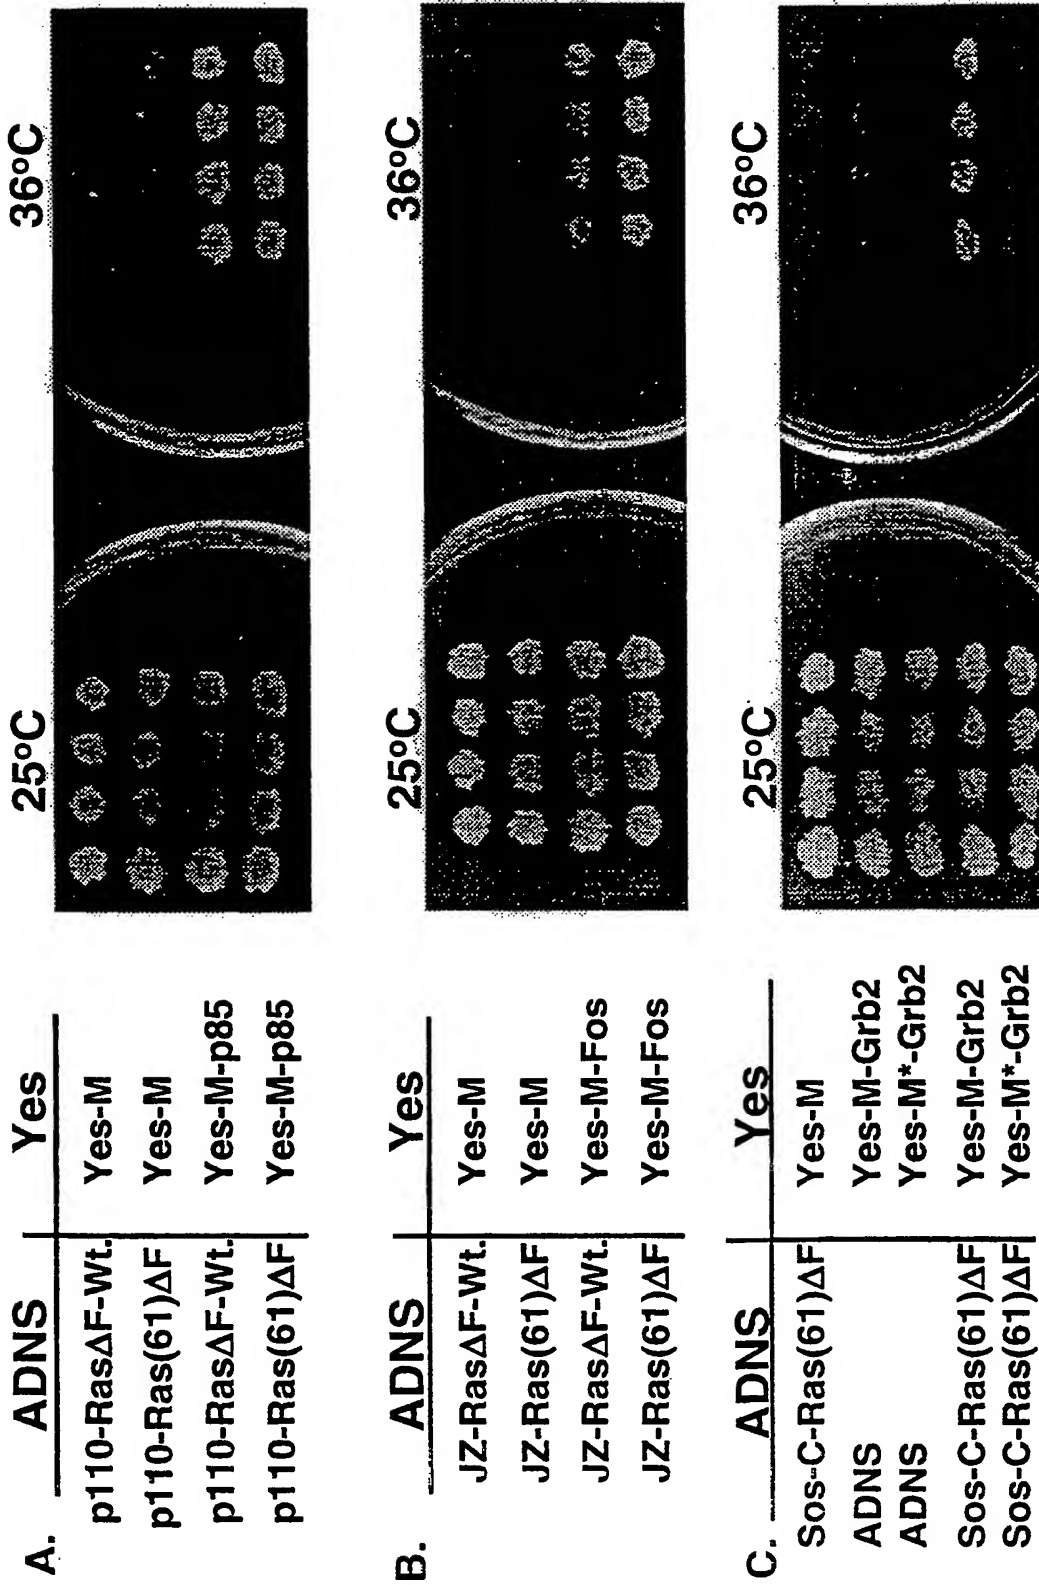 A.
ADNS Yes 25°C 36°C
p110-RasΔF-Wt. Yes-M
p110-Ras(61)ΔF Yes-M
p110-RasΔF-Wt. Yes-M-p85
p110-Ras(61)ΔF Yes-M-p85
B.
ADNS Yes 25°C 36°C
JZ-RasΔF-Wt. Yes-M
JZ-Ras(61)ΔF Yes-M
JZ-RasΔF-Wt. Yes-M-Fos
JZ-Ras(61)ΔF Yes-M-Fos
C.
ADNS Yes 25°C 36°C
Sos-C-Ras(61)ΔF Yes-M
ADNS Yes-M-Grb2
ADNS Yes-M*-Grb2
Sos-C-Ras(61)ΔF Yes-M-Grb2
Sos-C-Ras(61)ΔF Yes-M*-Grb2